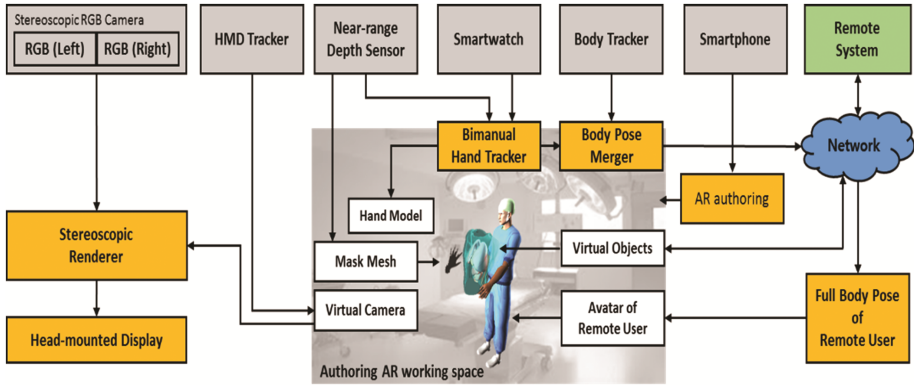 Stereoscopic RGB Camera
RGB (Left)
RGB (Right)
HMD Tracker
Near-range
Depth Sensor
Smartwatch
Body Tracker
Smartphone
Remote
System
Bimanual
Hand Tracker
Body Pose
Merger
Network
AR authoring
Hand Model
Stereoscopic
Renderer
Mask Mesh
Virtual Objects
Virtual Camera
Avatar of
Remote User
Full Body Pose
of
Remote User
Head-mounted Display
Authoring AR working space